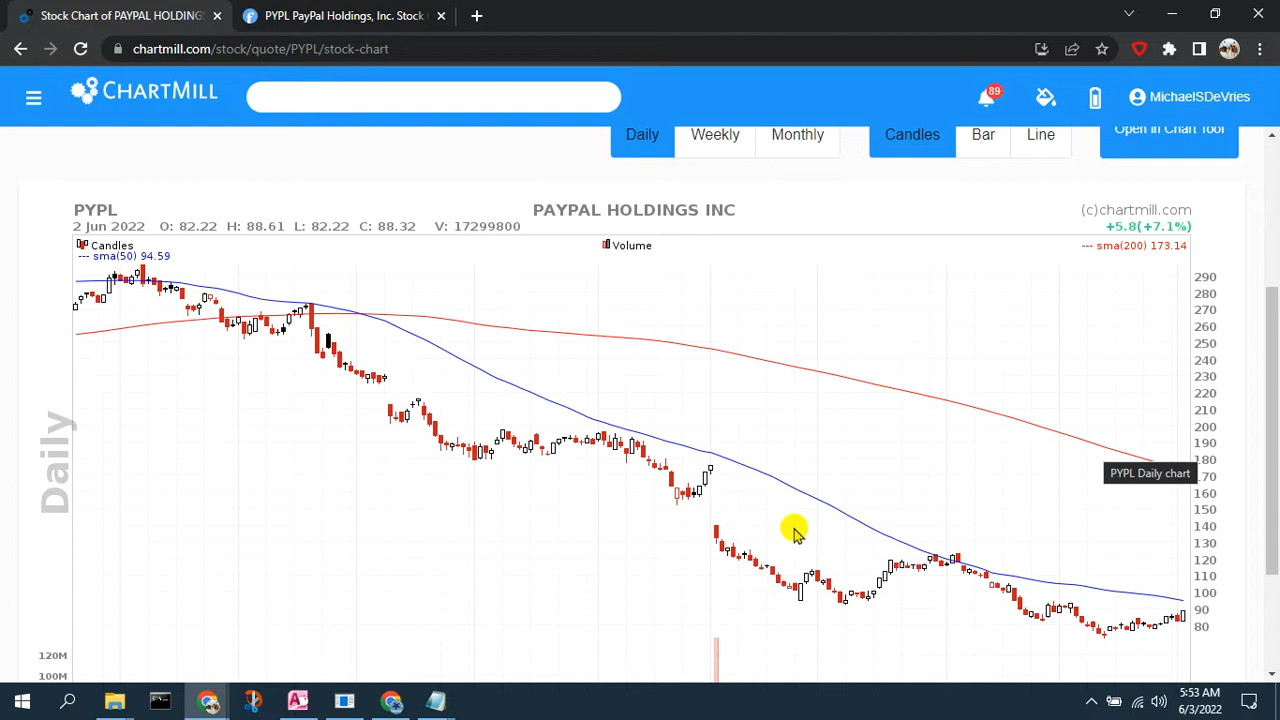 Stock Chart of PAYPAL HOLDING
PYPL PayPal Holdings, Inc. Stock
chartmill.com/stock/quote/PYPL/stock-chart
CHARTMILL
89
MichaelSDeVries
Daily
Weekly
Monthly
Candles
Bar
Line
Open in Chart Tool
PYPL
PAYPAL HOLDINGS INC
(c)chartmill.com
2 Jun 2022 O: 82.22 H: 88.61 L: 82.22 C: 88.32 V: 17299800
+5.8(+7.1%)
Candles
Volume
--- sma(200) 173.14
--- sma(50) 94.59
290
280
270
260
250
240
230
220
210
200
190
180
170
160
150
140
130
120
110
100
90
80
Daily
PYPL Daily chart
120M
100M
5:53 AM
6/3/2022